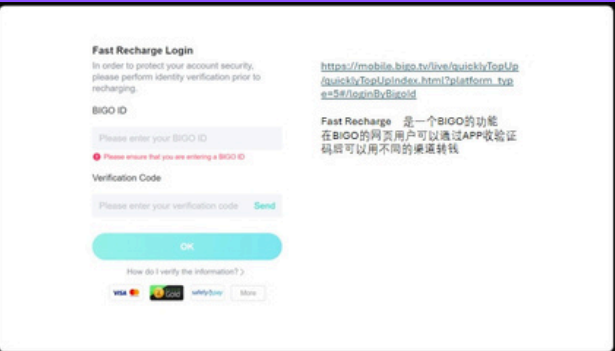 Fast Recharge Login
In order to protect your account security,
please perform identity verification prior to
recharging.
BIGO ID
Please enter your BIGO ID
Please ensure that you are entering a BIGO ID
Verification Code
Please enter your verification code Send
OK
How do I verify the information? >
VISA Gold safetypay More
https://mobile.bigo.tv/live/quicklyTopUp
/quicklyTopUpIndex.html?platform_typ
e=5#/loginByBigoId
Fast Recharge 是一个BIGO的功能
在BIGO的网页用户可以通过APP收验证
码后可以用不同的渠道转钱